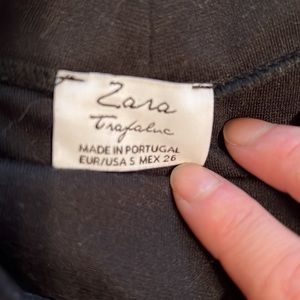 Zara
Trafaluc
MADE IN PORTUGAL
EUR/USA S MEX 26